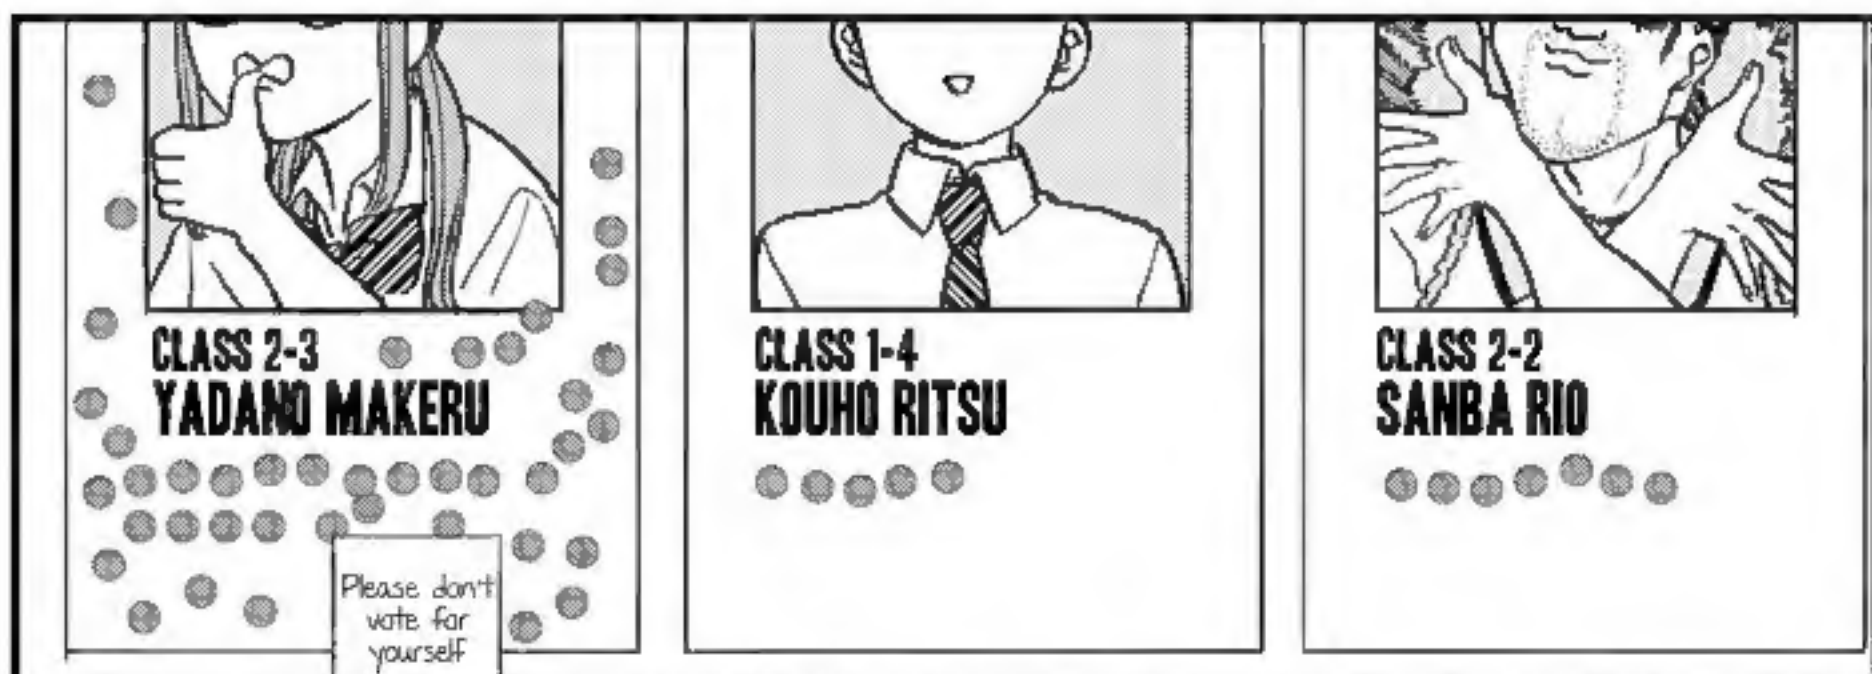 CLASS 2-3
YADANO MAKERU
Please don't
vote for
yourself
CLASS 1-4
KOUHO RITSU
CLASS 2-2
SANBA RIO